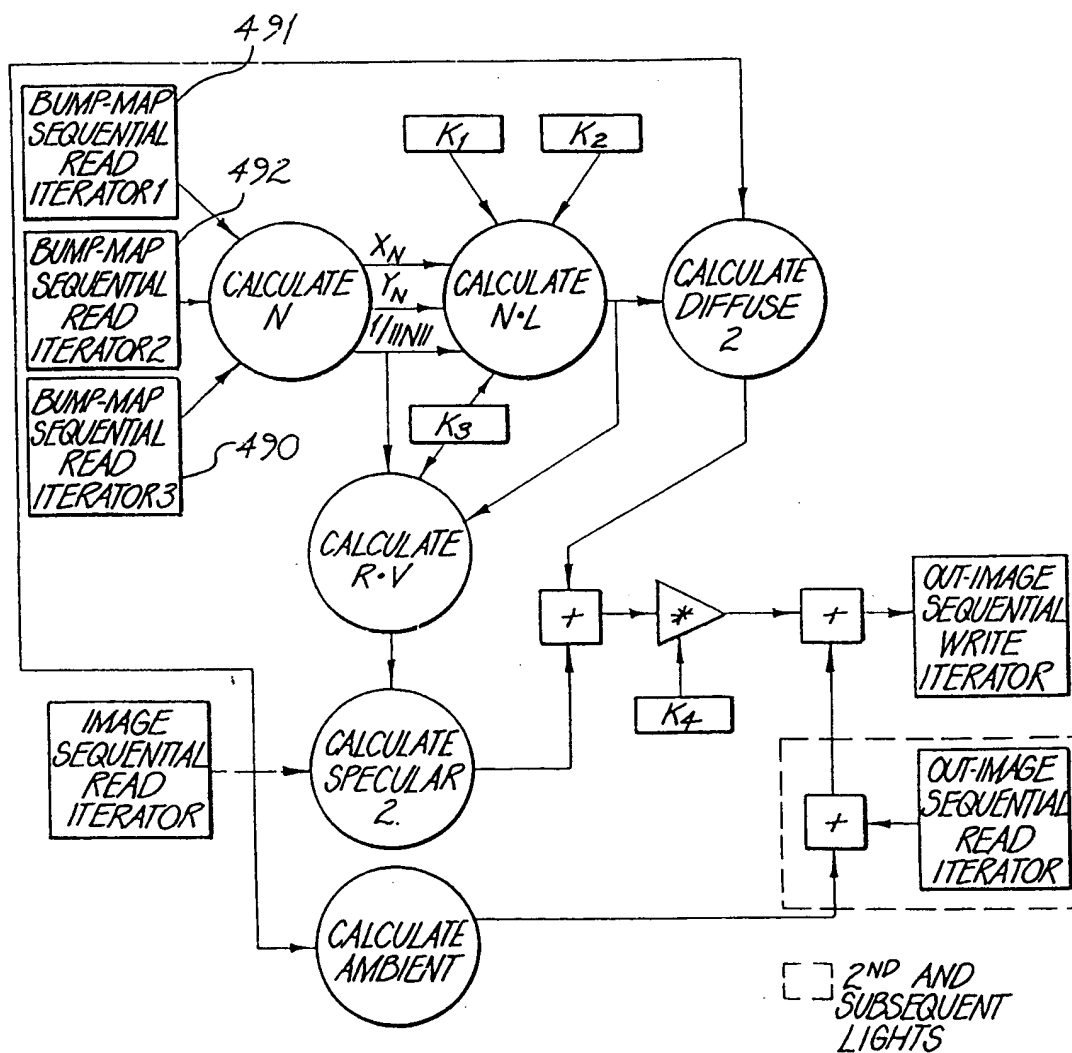 491
BUMP-MAP
SEQUENTIAL
READ
ITERATOR1
492
BUMP-MAP
SEQUENTIAL
READ
ITERATOR2
BUMP-MAP
SEQUENTIAL
READ
ITERATOR3
490
CALCULATE
N
XN
YN
1/||N||
K1
K2
CALCULATE
N•L
K3
CALCULATE
DIFFUSE
2
CALCULATE
R•V
+
*
K4
+
OUT-IMAGE
SEQUENTIAL
WRITE
ITERATOR
IMAGE
SEQUENTIAL
READ
ITERATOR
CALCULATE
SPECULAR
2.
+
OUT-IMAGE
SEQUENTIAL
READ
ITERATOR
CALCULATE
AMBIENT
2ND AND
SUBSEQUENT
LIGHTS